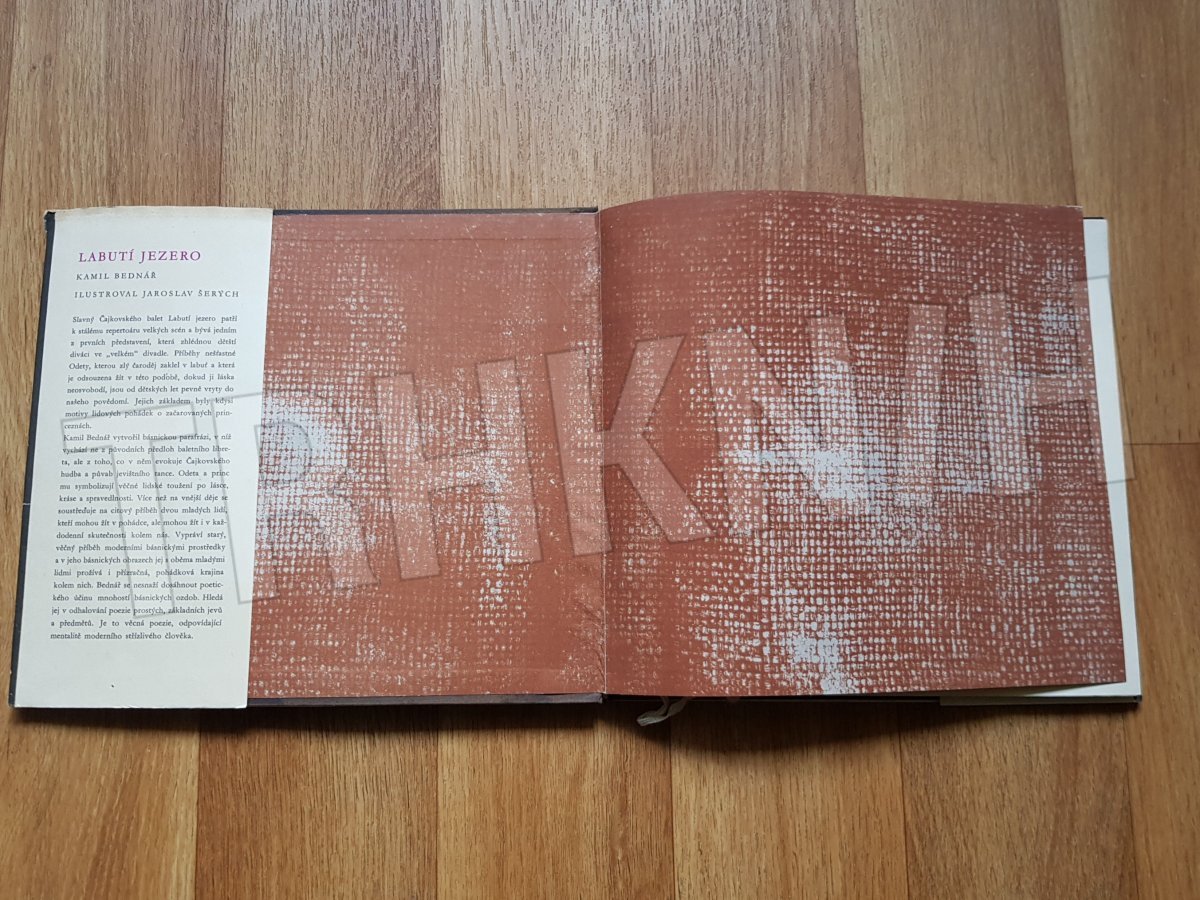 LABUTÍ JEZERO
KAMIL BEDNÁŘ
ILUSTROVAL JAROSLAV ŠERÝCH
Slavný Čajkovského balet Labutí jezero patří
k stálému repertoáru velkých scén a bývá jedním
z prvních představení, která zhlédnou dětští
diváci ve „velkém“ divadle. Příběhy nešťastné
Odety, kterou zlý čaroděj zaklel v labuť a která
je odsouzena žít v této podobě, dokud ji láska
neosvobodí, jsou od dětských let pevně vryty do
našeho povědomí. Jejich základem byly kdysi
motivy lidových pohádek o začarovaných prin-
ceznách.
Kamil Bednář vytvořil básnickou parafrázi, v níž
vychází ne z původních předloh baletního libre-
ta, ale z toho, co v něm evokuje Čajkovského
hudba a půvab jevištního tance. Odeta a princ
mu symbolizují věčné lidské toužení po lásce,
kráse a spravedlnosti. Více než na vnější děje se
soustřeďuje na citový příběh dvou mladých lidí,
kteří mohou žít v pohádce, ale mohou žít i v kaž-
dodenní skutečnosti kolem nás. Vypráví starý,
věčný příběh moderními básnickými prostředky
a v jeho básnických obrazech jej s oběma mladými
lidmi prožívá i přízračná, pohádková krajina
kolem nich. Bednář se nesnaží dosáhnout poetic-
kého účinu množostí básnických ozdob. Hledá
jej v odhalování poezie prostých, základních jevů
a předmětů. Je to věcná poezie, odpovídající
mentalitě moderního střízlivého člověka.
TRHKNIH